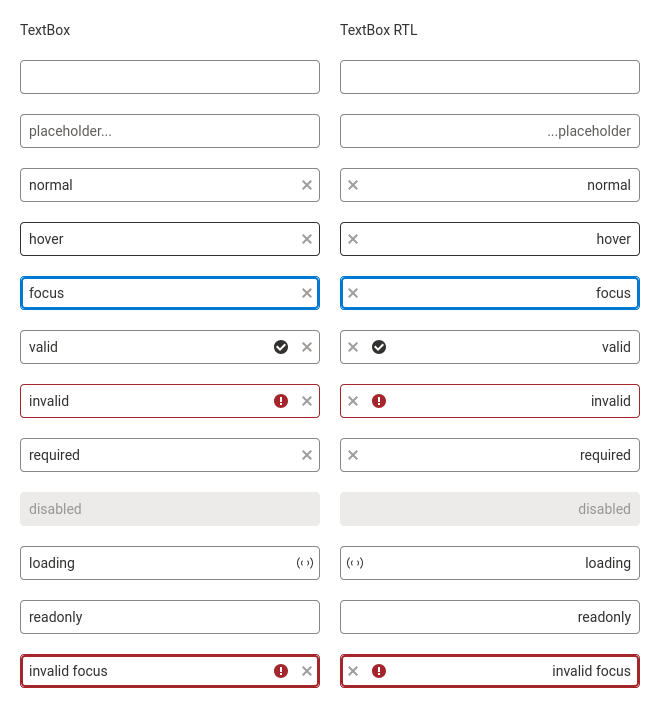 TextBox
TextBox RTL
placeholder...
...placeholder
normal
normal
hover
hover
focus
focus
valid
valid
invalid
invalid
required
required
disabled
disabled
loading
loading
readonly
readonly
invalid focus
invalid focus